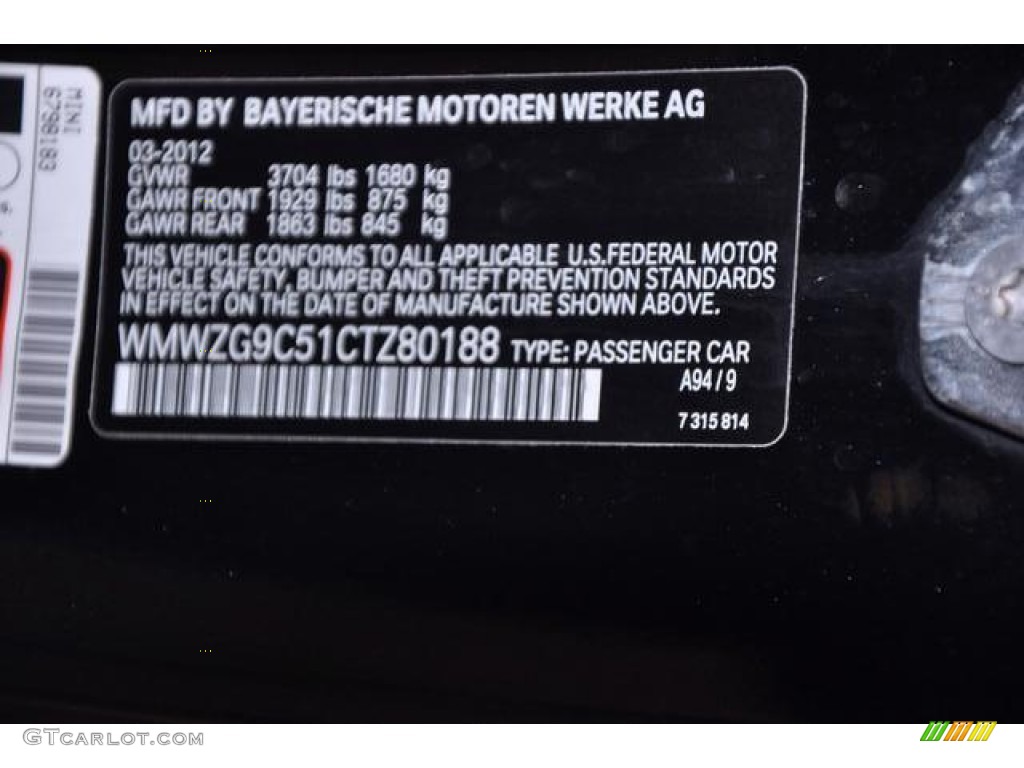 MINI
6798183
MFD BY BAYERISCHE MOTOREN WERKE AG
03-2012
GVWR 3704 lbs 1680 kg
GAWR FRONT 1929 lbs 875 kg
GAWR REAR 1863 lbs 845 kg
THIS VEHICLE CONFORMS TO ALL APPLICABLE U.S.FEDERAL MOTOR
VEHICLE SAFETY, BUMPER AND THEFT PREVENTION STANDARDS
IN EFFECT ON THE DATE OF MANUFACTURE SHOWN ABOVE.
WMWZG9C51CTZ80188 TYPE: PASSENGER CAR
A94/9
7 315 814
GTCARLOT.COM